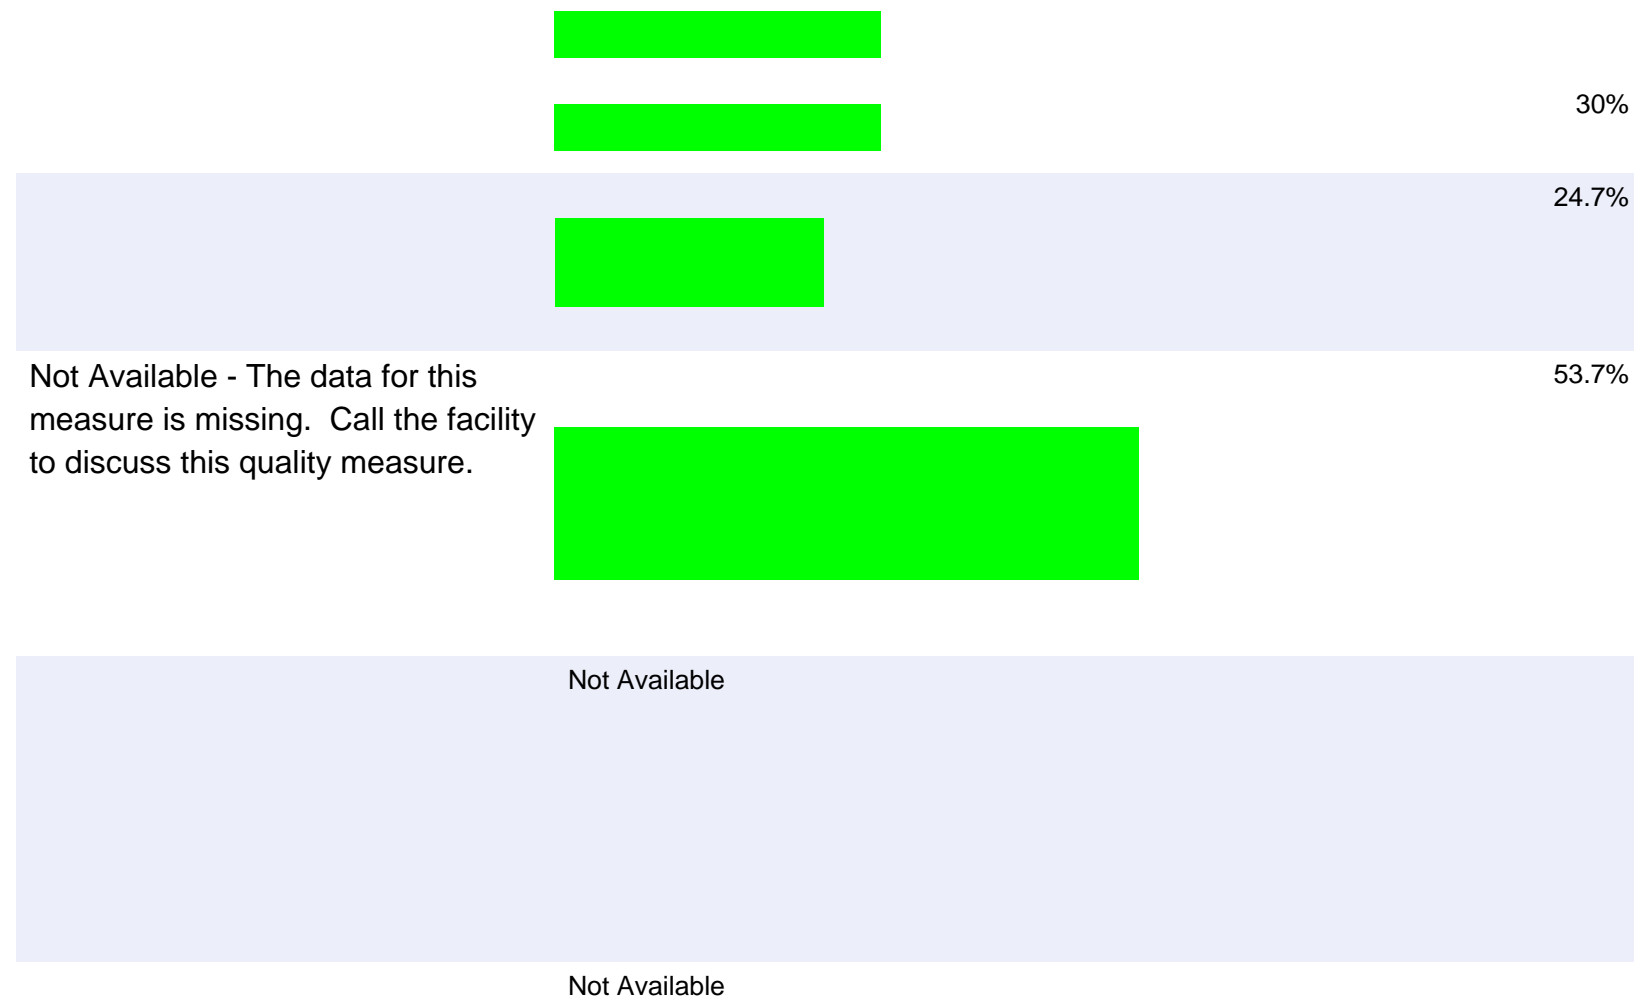 30%
24.7%
Not Available - The data for this
measure is missing.  Call the facility
to discuss this quality measure.
53.7%
Not Available
Not Available